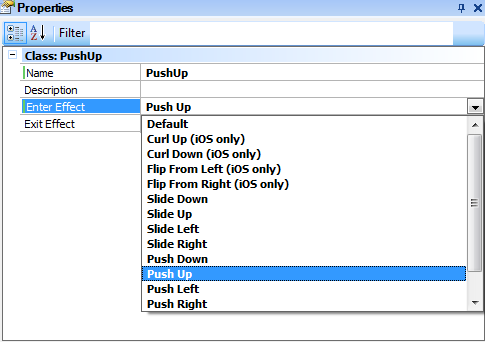 Properties
Filter
Class: PushUp
Name PushUp
Description
Enter Effect Push Up
Exit Effect
Default
Curl Up (iOS only)
Curl Down (iOS only)
Flip From Left (iOS only)
Flip From Right (iOS only)
Slide Down
Slide Up
Slide Left
Slide Right
Push Down
Push Up
Push Left
Push Right